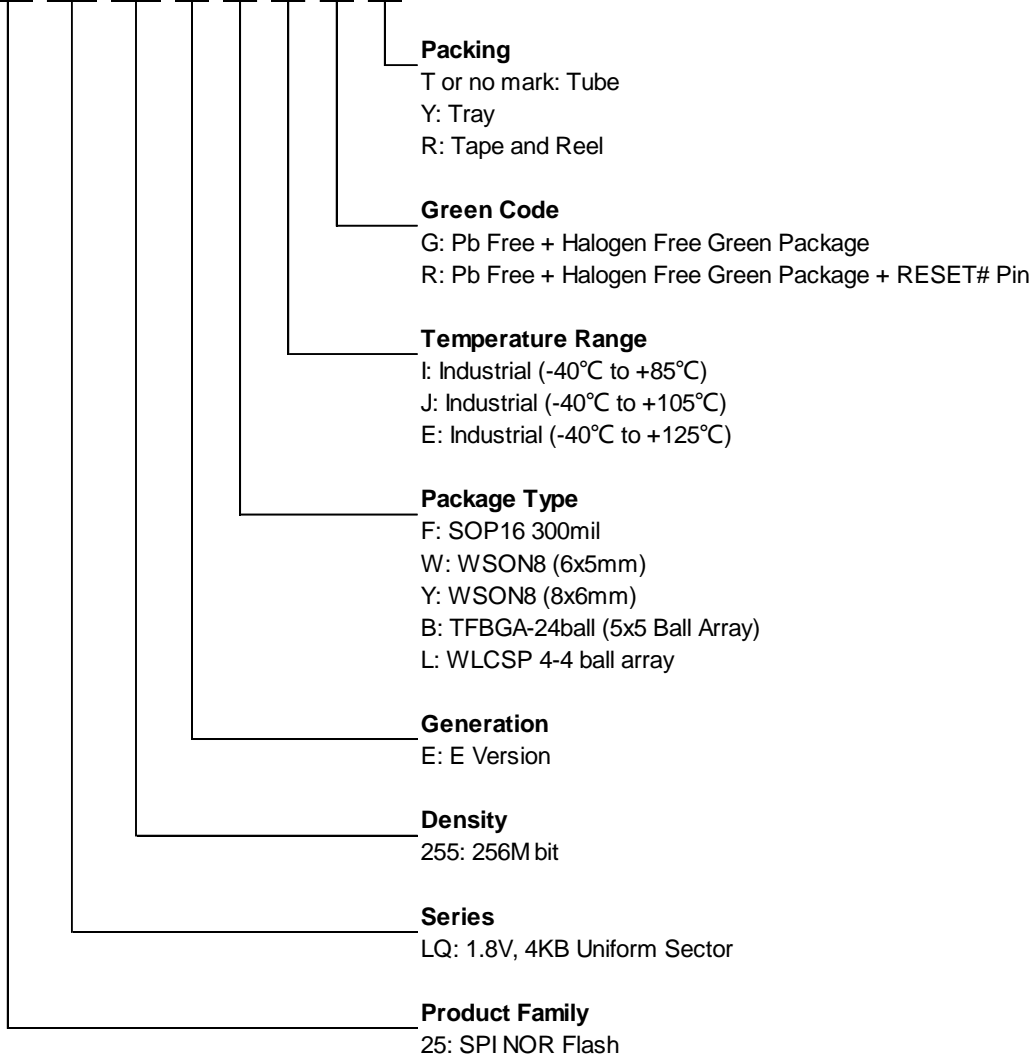 Packing
T or no mark: Tube
Y: Tray
R: Tape and Reel
Green Code
G: Pb Free + Halogen Free Green Package
R: Pb Free + Halogen Free Green Package + RESET# Pin
Temperature Range
I: Industrial (-40℃ to +85℃)
J: Industrial (-40℃ to +105℃)
E: Industrial (-40℃ to +125℃)
Package Type
F: SOP16 300mil
W: WSON8 (6x5mm)
Y: WSON8 (8x6mm)
B: TFBGA-24ball (5x5 Ball Array)
L: WLCSP 4-4 ball array
Generation
E: E Version
Density
255: 256M bit
Series
LQ: 1.8V, 4KB Uniform Sector
Product Family
25: SPI NOR Flash